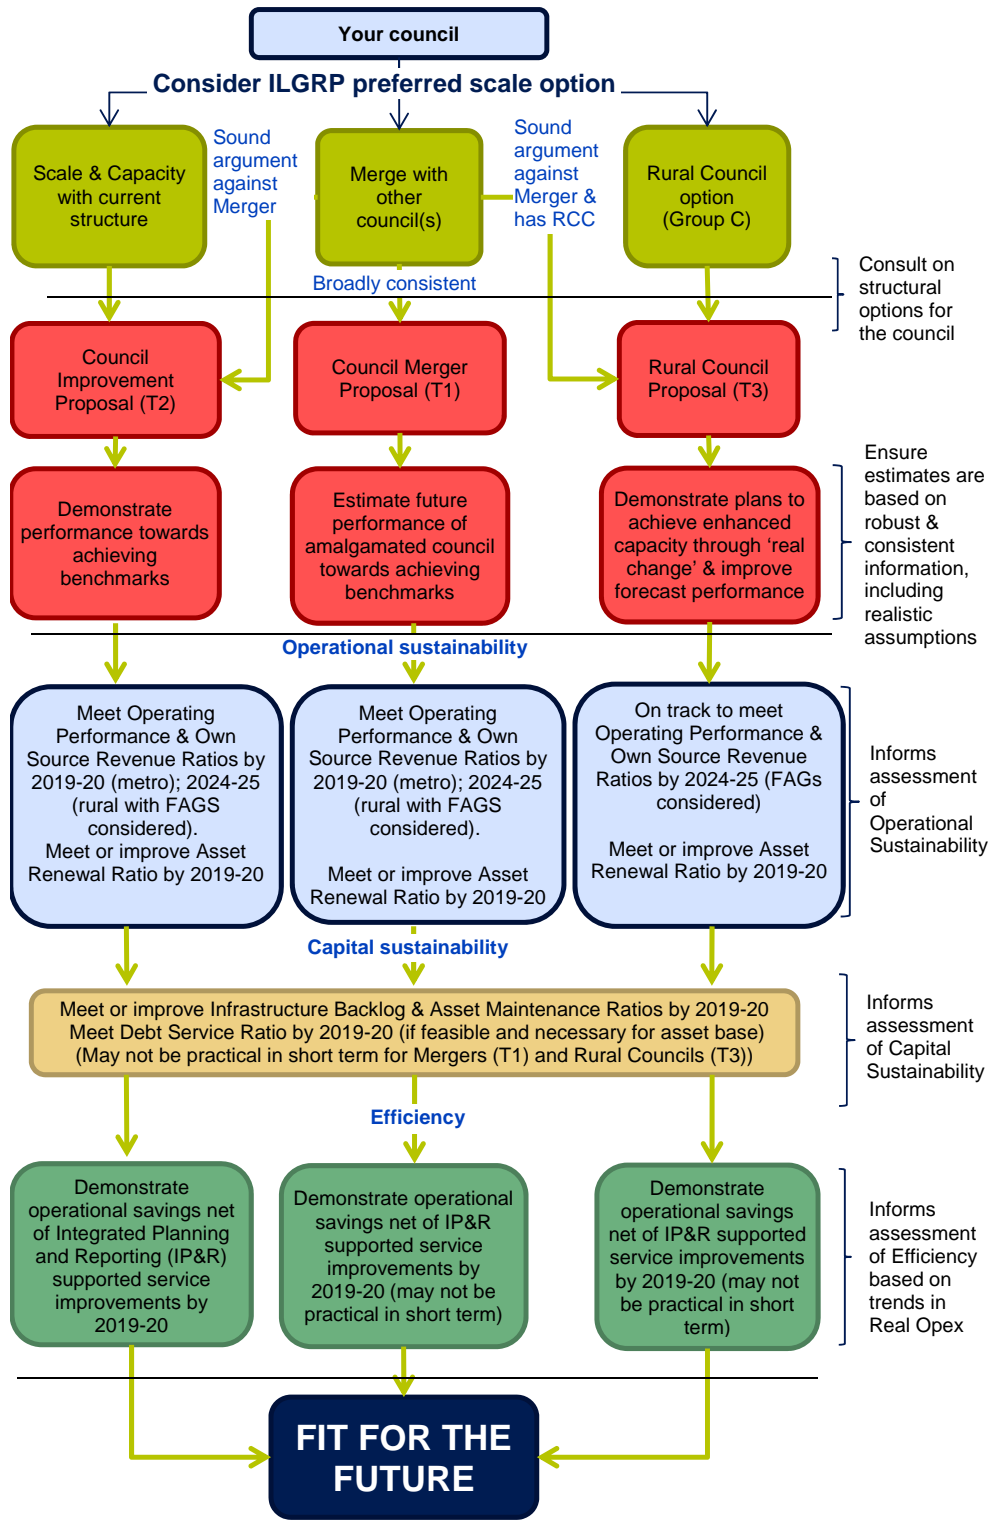 Your council
Consider ILGRP preferred scale option
Scale & Capacity
with current
structure
Sound
argument
against
Merger
Merge with
other
council(s)
Sound
argument
against
Merger &
has RCC
Rural Council
option
(Group C)
Broadly consistent
Consult on
structural
options for
the council
Council
Improvement
Proposal (T2)
Council Merger
Proposal (T1)
Rural Council
Proposal (T3)
Demonstrate
performance towards
achieving
benchmarks
Estimate future
performance of
amalgamated council
towards achieving
benchmarks
Demonstrate plans to
achieve enhanced
capacity through ‘real
change’ & improve
forecast performance
Ensure
estimates are
based on
robust &
consistent
information,
including
realistic
assumptions
Operational sustainability
Meet Operating
Performance & Own
Source Revenue Ratios
by 2019-20 (metro);
2024-25
(rural with FAGS
considered).
Meet or improve Asset
Renewal Ratio by 2019-20
Meet Operating
Performance & Own
Source Revenue Ratios by
2019-20 (metro); 2024-25
(rural with FAGS
considered).
Meet or improve Asset
Renewal Ratio by 2019-20
On track to meet
Operating Performance &
Own Source Revenue
Ratios by 2024-25 (FAGs
considered)
Meet or improve Asset
Renewal Ratio by 2019-20
Informs
assessment
of
Operational
Sustainability
Capital sustainability
Meet or improve Infrastructure Backlog & Asset Maintenance Ratios by 2019-20
Meet Debt Service Ratio by 2019-20 (if feasible and necessary for asset base)
(May not be practical in short term for Mergers (T1) and Rural Councils (T3))
Informs
assessment
of Capital
Sustainability
Efficiency
Demonstrate
operational savings net
of Integrated Planning
and Reporting (IP&R)
supported service
improvements by
2019-20
Demonstrate operational
savings net of IP&R
supported service
improvements by
2019-20 (may not be
practical in short term)
Demonstrate
operational savings
net of IP&R supported
service improvements
by 2019-20 (may not
be practical in short
term)
Informs
assessment
of Efficiency
based on
trends in
Real Opex
FIT FOR THE
FUTURE